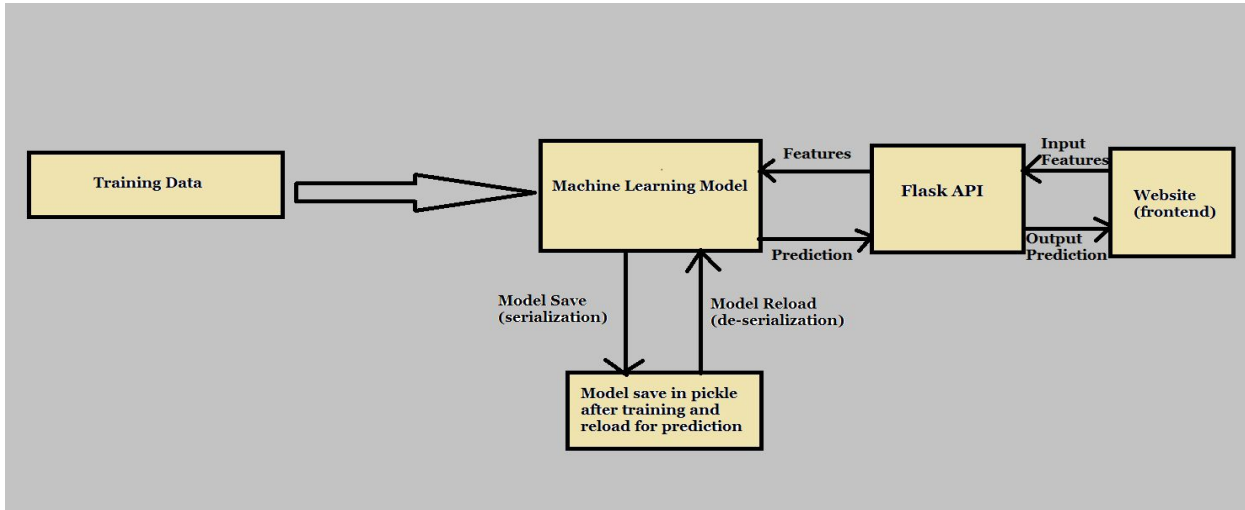 Training Data
Machine Learning Model
Features
Prediction
Flask API
Input
Features
Output
Prediction
Website
(frontend)
Model Save
(serialization)
Model Reload
(de-serialization)
Model save in pickle
after training and
reload for prediction